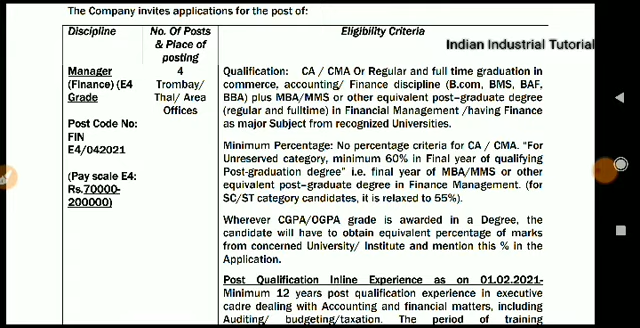 The Company invites applications for the post of:
Discipline
No. Of Posts
& Place of
posting
Eligibility Criteria
Indian Industrial Tutorial
Manager
(Finance) (E4
Grade
Post Code No:
FIN
E4/042021
(Pay scale E4:
Rs.70000-
200000)
4
Trombay/
Thal/ Area
Offices
Qualification: CA / CMA Or Regular and full time graduation in
commerce, accounting/ Finance discipline (B.com, BMS, BAF,
BBA) plus MBA/MMS or other equivalent post-graduate degree
(regular and fulltime) in Financial Management /having Finance
as major Subject from recognized Universities.
Minimum Percentage: No percentage criteria for CA / CMA. "For
Unreserved category, minimum 60% in Final year of qualifying
Post-graduation degree" i.e. final year of MBA/MMS or other
equivalent post-graduate degree in Finance Management. (for
SC/ST category candidates, it is relaxed to 55%).
Wherever CGPA/OGPA grade is awarded in a Degree, the
candidate will have to obtain equivalent percentage of marks
from concerned University/ Institute and mention this % in the
Application.
Post Qualification Inline Experience as on 01.02.2021-
Minimum 12 years post qualification experience in executive
cadre dealing with Accounting and financial matters, including
Auditing/ budgeting/taxation. The period of training